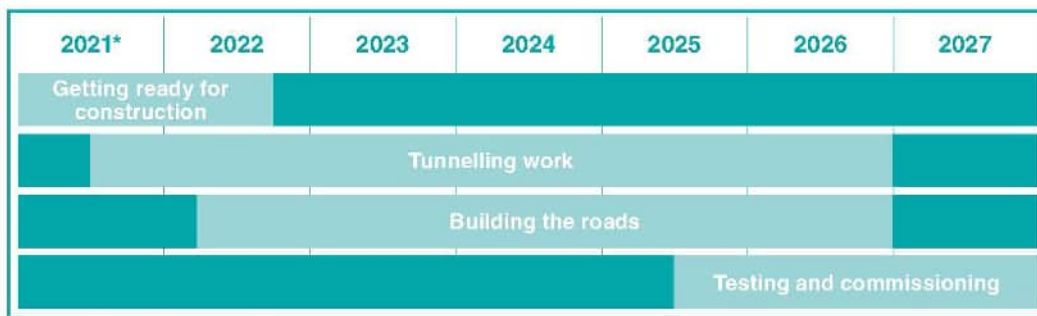 2021* 2022 2023 2024 2025 2026 2027
Getting ready for
construction
Tunnelling work
Building the roads
Testing and commissioning